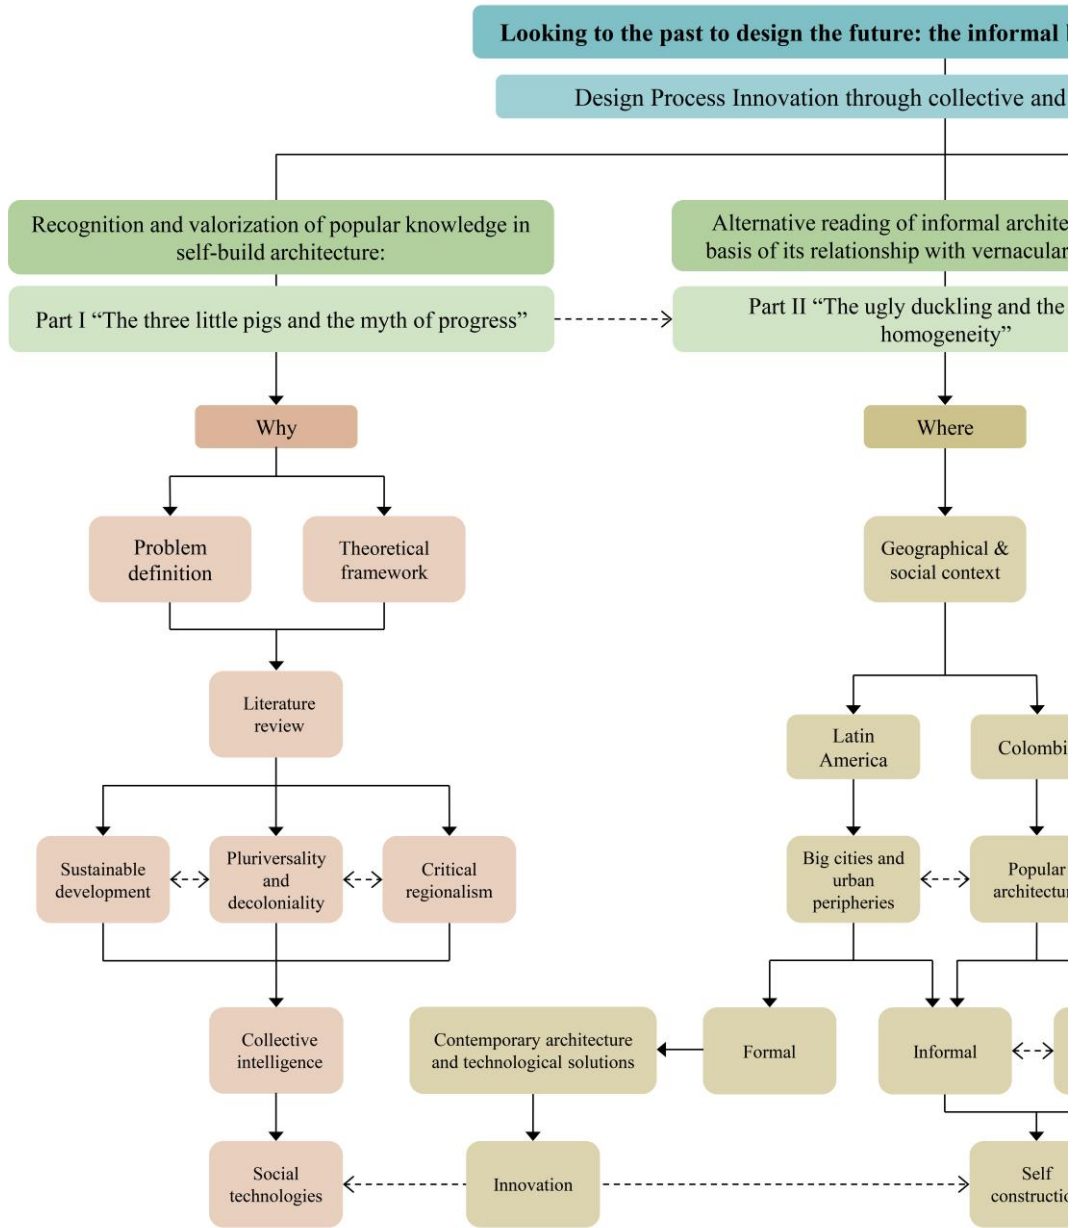 Looking to the past to design the future: the informal
Design Process Innovation through collective and
Recognition and valorization of popular knowledge in
self-build architecture:
Alternative reading of informal archite
basis of its relationship with vernacular
Part I “The three little pigs and the myth of progress”
Part II “The ugly duckling and the
homogeneity”
Why
Where
Problem
definition
Theoretical
framework
Geographical &
social context
Literature
review
Latin
America
Colombi
Sustainable
development
Pluriversality
and
decoloniality
Critical
regionalism
Big cities and
urban
peripheries
Popular
architectur
Collective
intelligence
Contemporary architecture
and technological solutions
Formal
Informal
Social
technologies
Innovation
Self
constructio